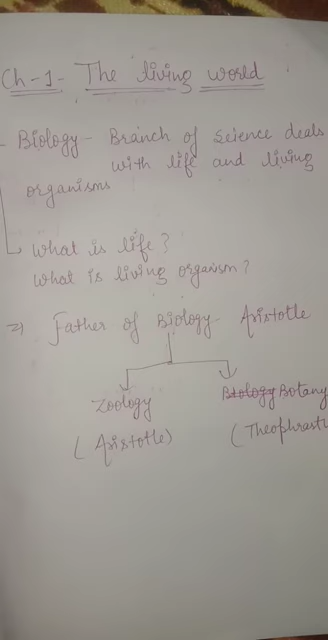 Ch-1- The living world
- Biology - Branch of science deals
with life and living
organisms
What is life?
What is living organism?
⇒) Father of Biology - Aristotle
Zoology
Biology Botany
(Aristotle)
(Theophrast